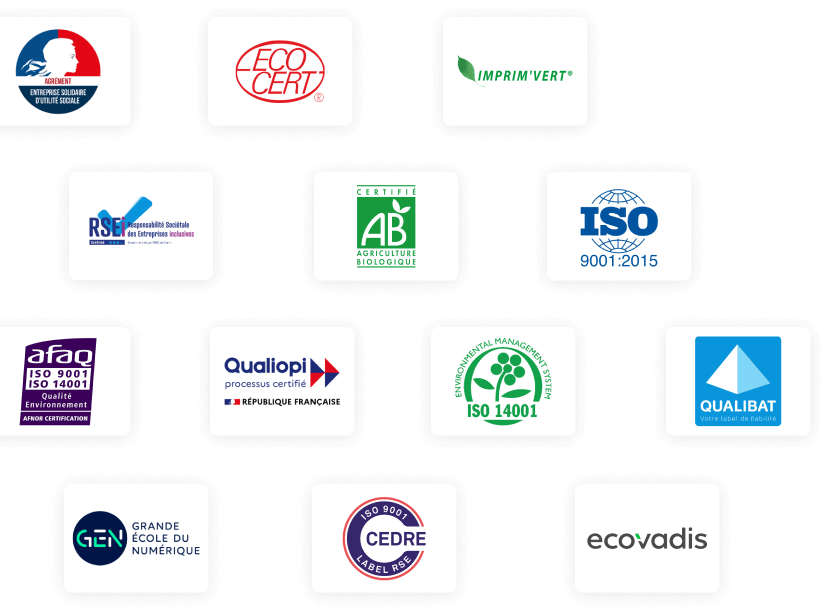 AGRÉMENT
ENTREPRISE SOLIDAIRE
D'UTILITÉ SOCIALE
ECO
CERT
®
IMPRIM'VERT®
RSEi
Responsabilité Sociétale
des Entreprises inclusives
CERTIFIÉ
AB
AGRICULTURE
BIOLOGIQUE
ISO
9001:2015
afaq
ISO 9001
ISO 14001
Qualité
Environnement
AFNOR CERTIFICATION
Qualiopi
processus certifié
RÉPUBLIQUE FRANÇAISE
ENVIRONMENTAL MANAGEMENT SYSTEM
ISO 14001
QUALIBAT
Votre label de fiabilité
GEN
GRANDE
ÉCOLE DU
NUMÉRIQUE
ISO 9001
CEDRE
LABEL RSE
ecovadis